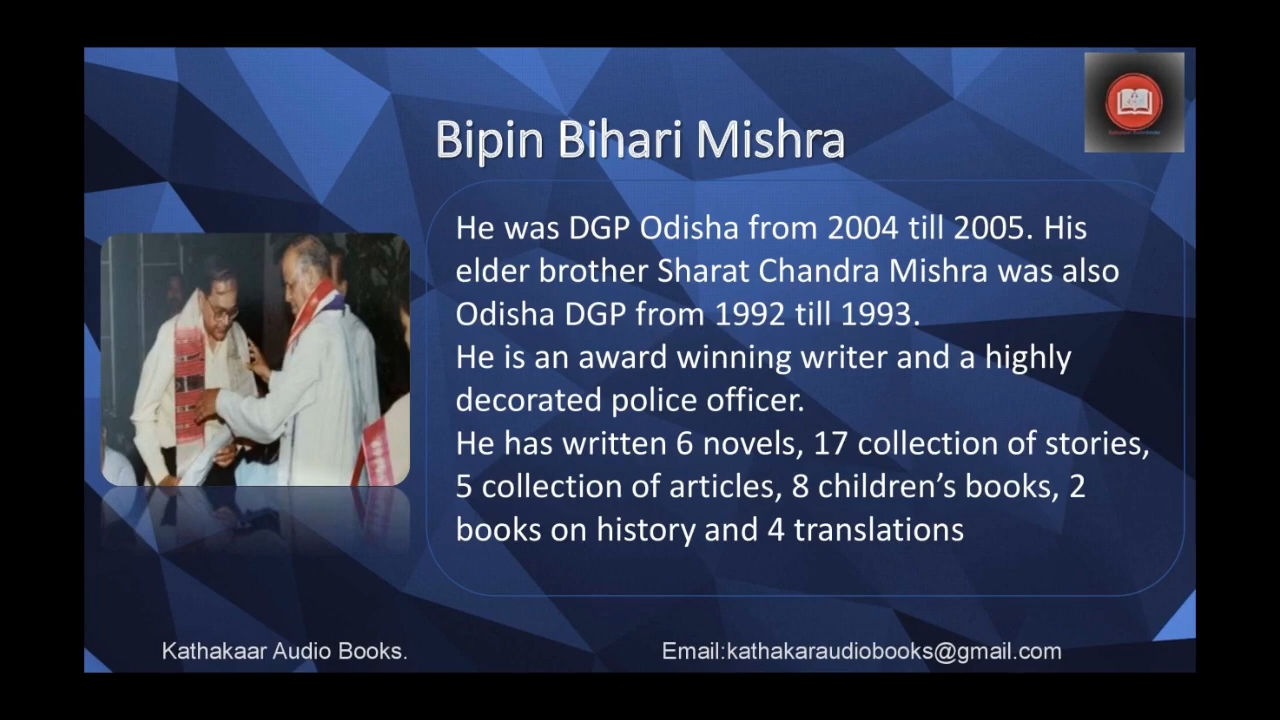 Bipin Bihari Mishra
He was DGP Odisha from 2004 till 2005. His
elder brother Sharat Chandra Mishra was also
Odisha DGP from 1992 till 1993.
He is an award winning writer and a highly
decorated police officer.
He has written 6 novels, 17 collection of stories,
5 collection of articles, 8 children’s books, 2
books on history and 4 translations
Kathakaar Audio Books.
Email:kathakaraudiobooks@gmail.com